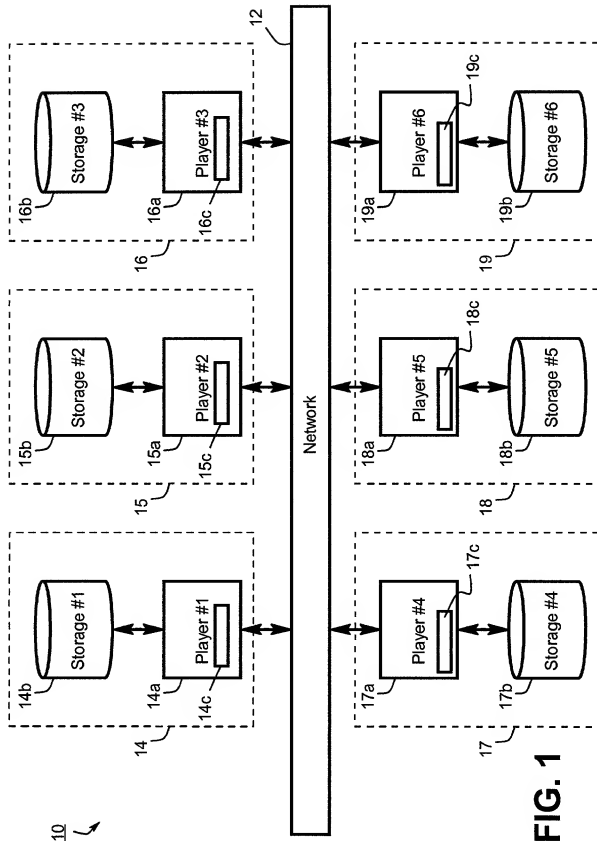 10
14b
Storage #1
14a
Player #1
14c
14
15b
Storage #2
15a
Player #2
15c
15
16b
Storage #3
16a
Player #3
16c
16
12
Network
17a
Player #4
17c
17b
Storage #4
17
18a
Player #5
18c
18b
Storage #5
18
19a
Player #6
19c
19b
Storage #6
19
FIG. 1